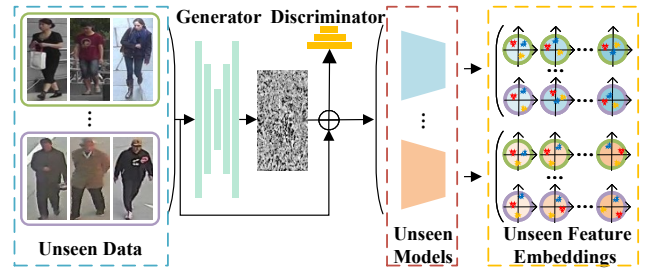 Generator Discriminator
Unseen Data
Unseen
Models
Unseen Feature
Embeddings